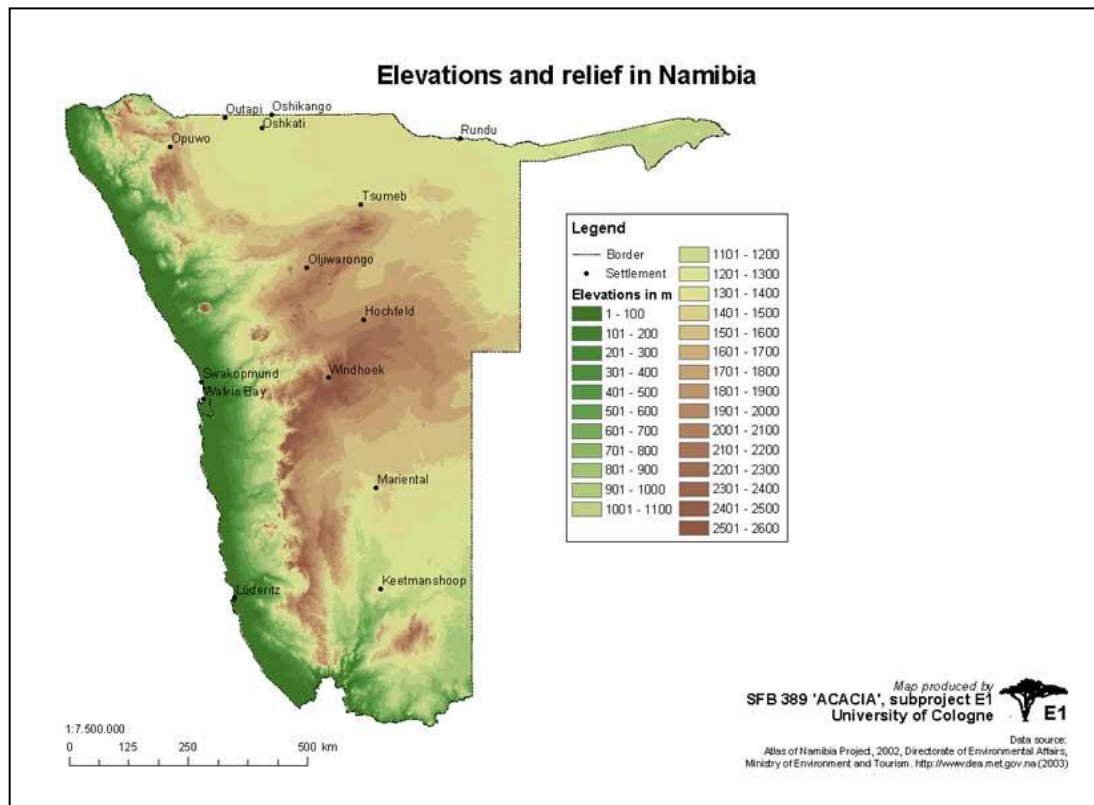 Elevations and relief in Namibia
Outapi
Oshikango
Oshkati
Opuwo
Rundu
Tsumeb
Oljiwarongo
Hochfeld
Windhoek
Swakopmund
Walvis Bay
Mariental
Keetmanshoop
Lüderitz
Legend
Border
Settlement
Elevations in m
1 - 100
101 - 200
201 - 300
301 - 400
401 - 500
501 - 600
601 - 700
701 - 800
801 - 900
901 - 1000
1001 - 1100
1101 - 1200
1201 - 1300
1301 - 1400
1401 - 1500
1501 - 1600
1601 - 1700
1701 - 1800
1801 - 1900
1901 - 2000
2001 - 2100
2101 - 2200
2201 - 2300
2301 - 2400
2401 - 2500
2501 - 2600
1:7.500.000
0 125 250 500 km
Map produced by
SFB 389 'ACACIA', subproject E1
University of Cologne
E1
Data source:
Atlas of Namibia Project, 2002, Directorate of Environmental Affairs,
Ministry of Environment and Tourism. http://www.dea.met.gov.na (2003)